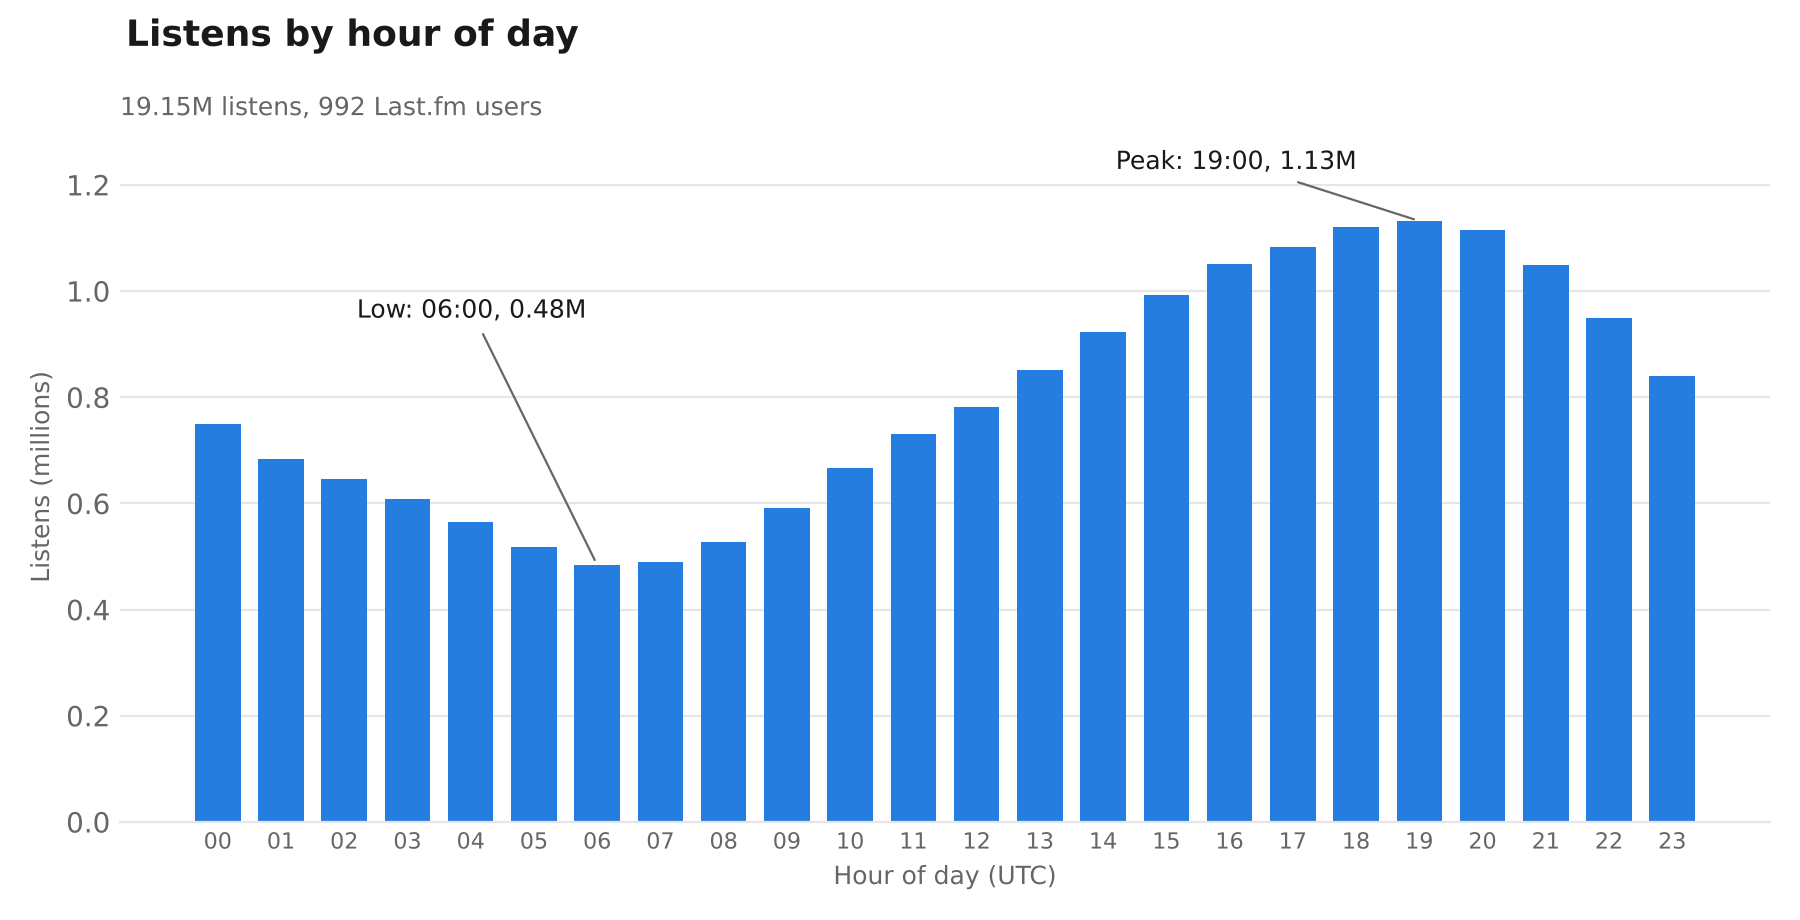 Listens by hour of day
19.15M listens, 992 Last.fm users
Peak: 19:00, 1.13M
Low: 06:00, 0.48M
Listens (millions)
1.2
1.0
0.8
0.6
0.4
0.2
0.0
00 01 02 03 04 05 06 07 08 09 10 11 12 13 14 15 16 17 18 19 20 21 22 23
Hour of day (UTC)